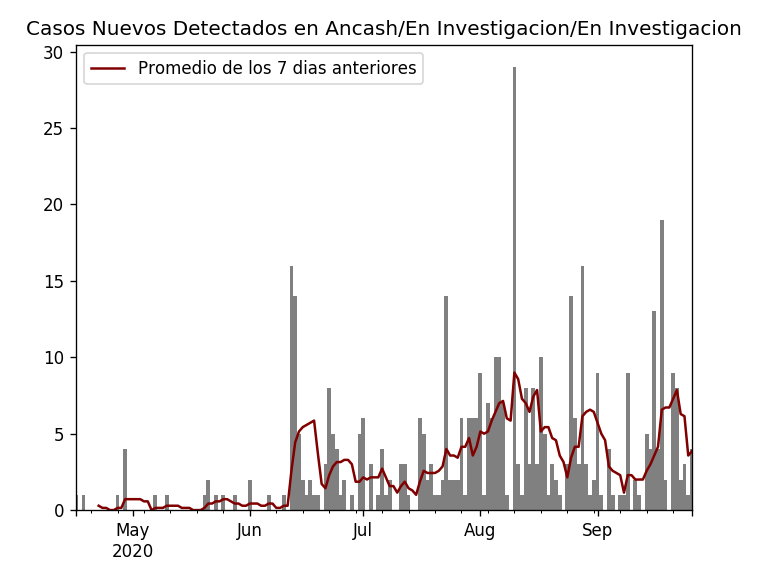 Casos Nuevos Detectados en Ancash/En Investigacion/En Investigacion
Promedio de los 7 dias anteriores
30
25
20
15
10
5
0
May Jun Jul Aug Sep
2020